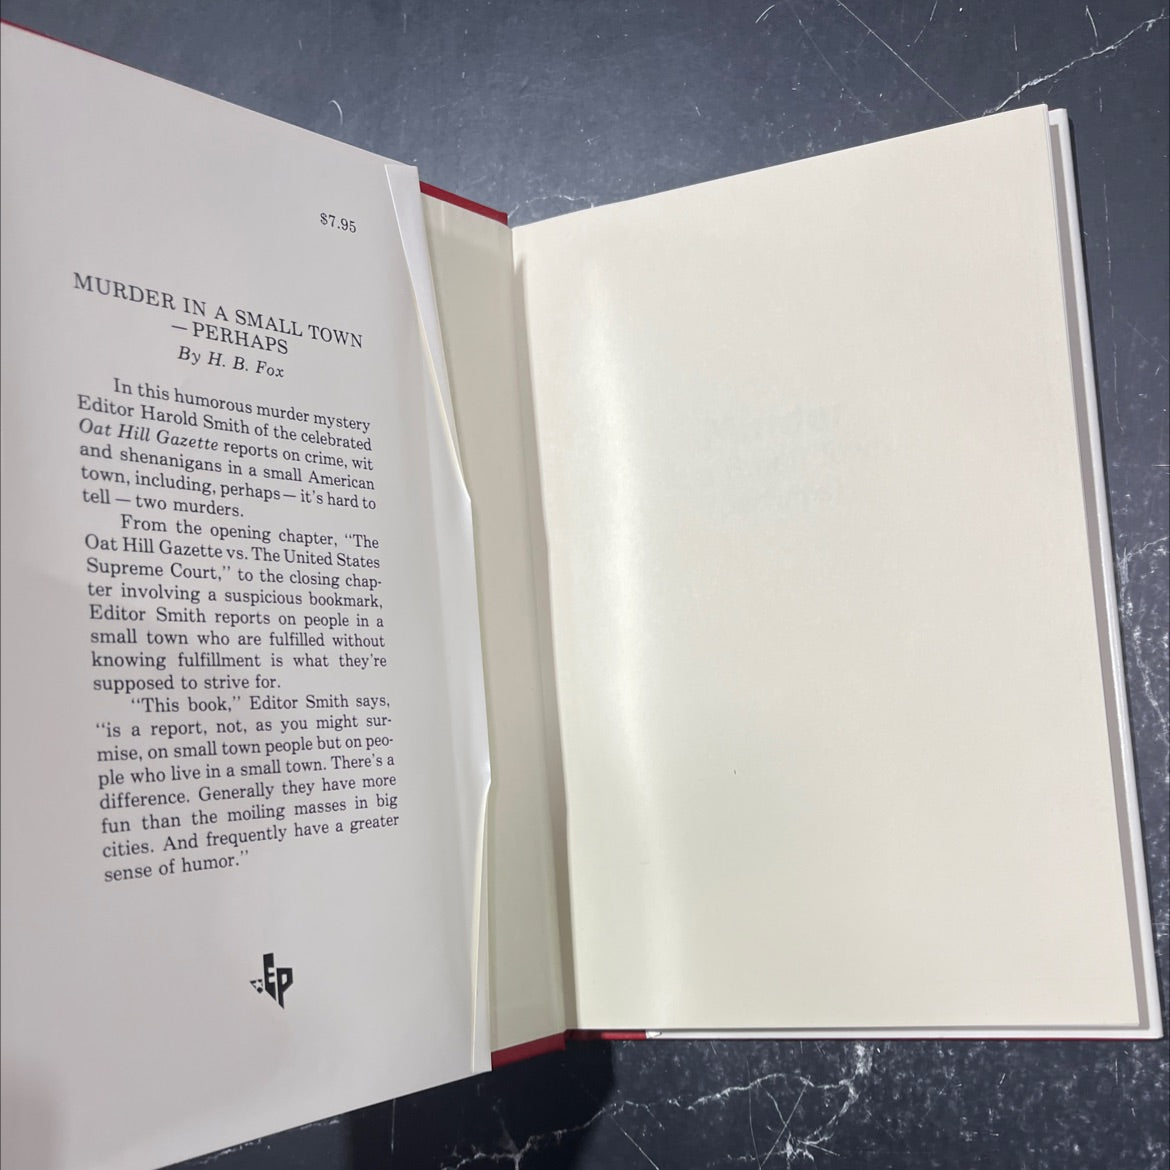 $7.95
MURDER IN A SMALL TOWN
— PERHAPS
By H. B. Fox
In this humorous murder mystery
Editor Harold Smith of the celebrated
Oat Hill Gazette reports on crime, wit
and shenanigans in a small American
town, including, perhaps — it's hard to
tell — two murders.
From the opening chapter, "The
Oat Hill Gazette vs. The United States
Supreme Court," to the closing chap-
ter involving a suspicious bookmark,
Editor Smith reports on people in a
small town who are fulfilled without
knowing fulfillment is what they're
supposed to strive for.
"This book," Editor Smith says,
"is a report, not, as you might sur-
mise, on small town people but on peo-
ple who live in a small town. There's a
difference. Generally they have more
fun than the moiling masses in big
cities. And frequently have a greater
sense of humor."
EP